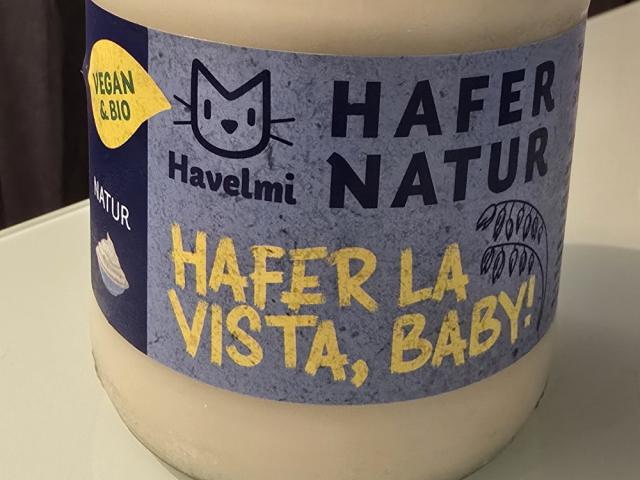 VEGAN
& BIO
NATUR
Havelmi
HAFER
NATUR
HAFER LA
VISTA, BABY!